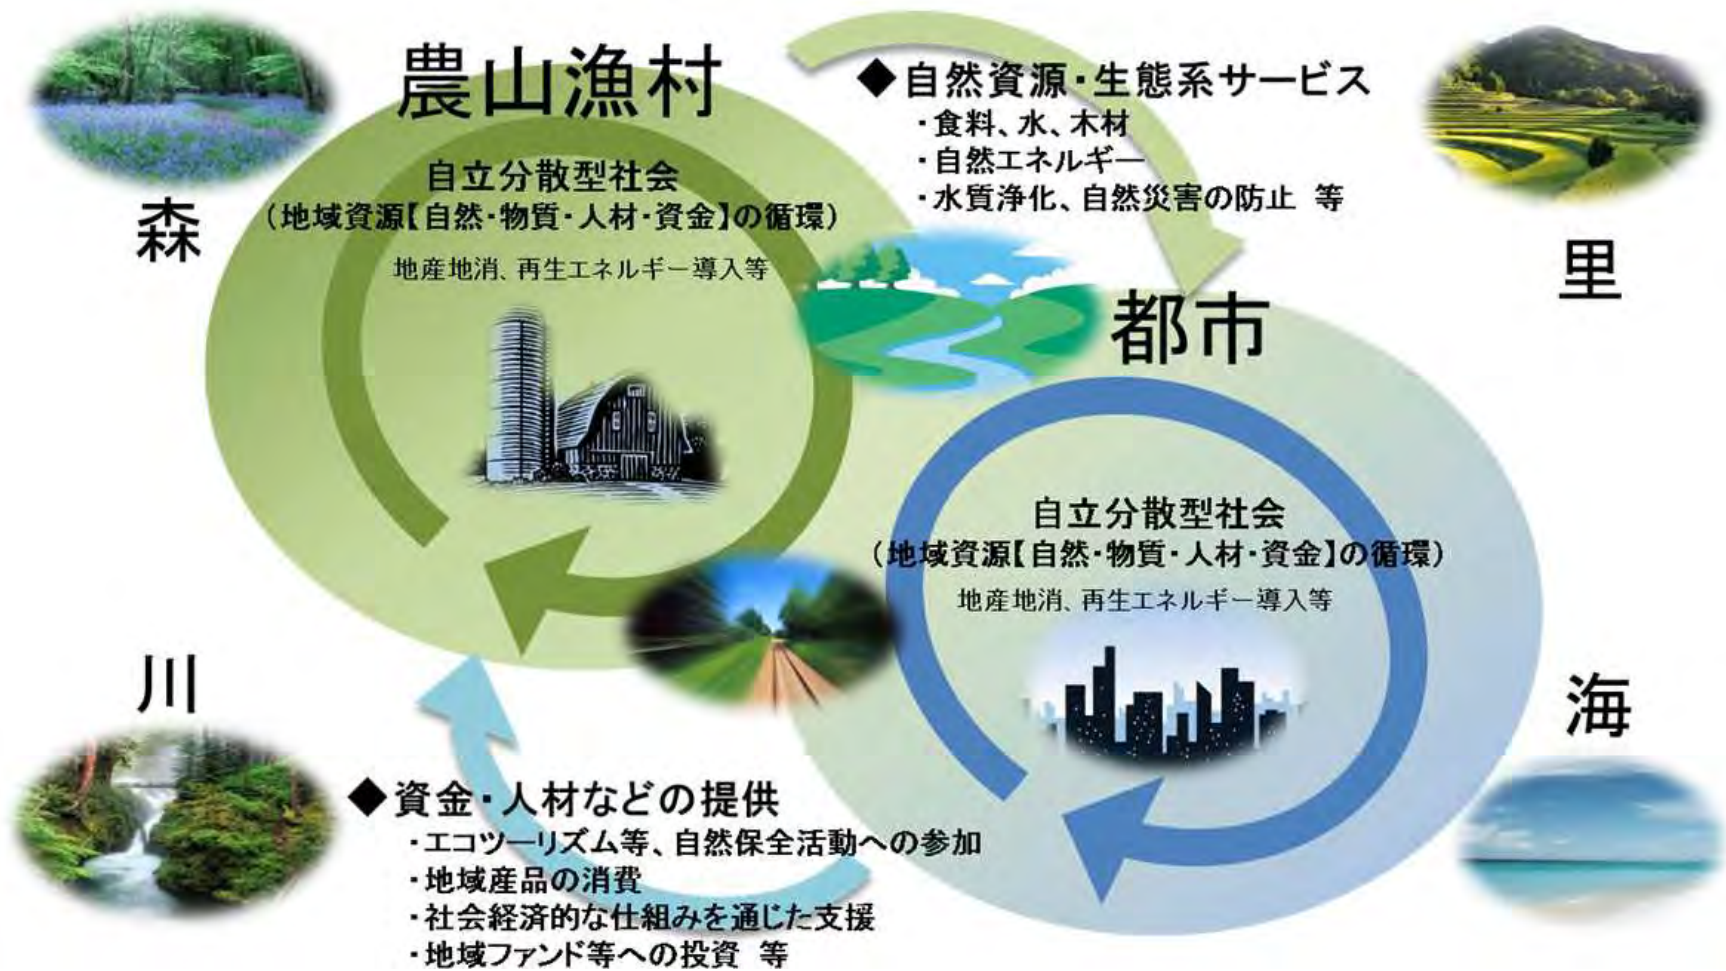 農山漁村
自立分散型社会
（地域資源【自然・物質・人材・資金】の循環）
地産地消、再生エネルギー導入等
◆自然資源・生態系サービス
・食料、水、木材
・自然エネルギー
・水質浄化、自然災害の防止 等
森
里
都市
自立分散型社会
（地域資源【自然・物質・人材・資金】の循環）
地産地消、再生エネルギー導入等
川
海
◆資金・人材などの提供
・エコツーリズム等、自然保全活動への参加
・地域産品の消費
・社会経済的な仕組みを通じた支援
・地域ファンド等への投資 等